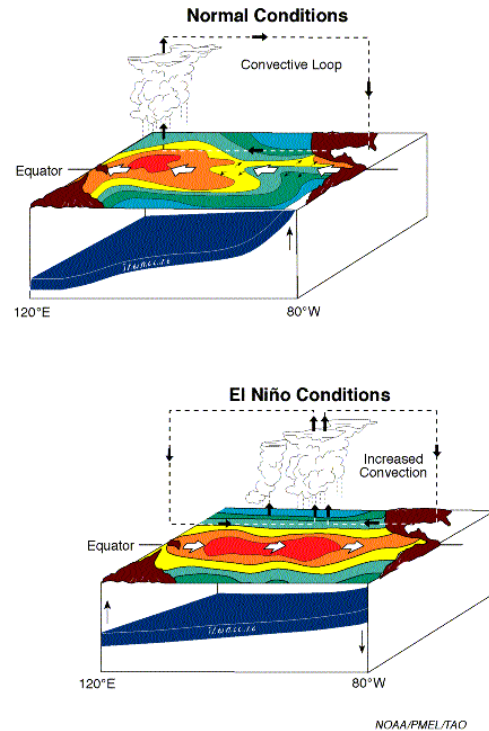 Normal Conditions
Convective Loop
Equator
120°E
80°W
El Niño Conditions
Increased
Convection
Equator
120°E
80°W
NOAA/PMEL/TAO